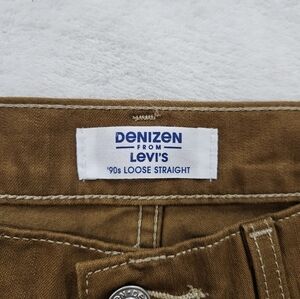 DENIZEN
FROM
LEVI'S
'90s LOOSE STRAIGHT